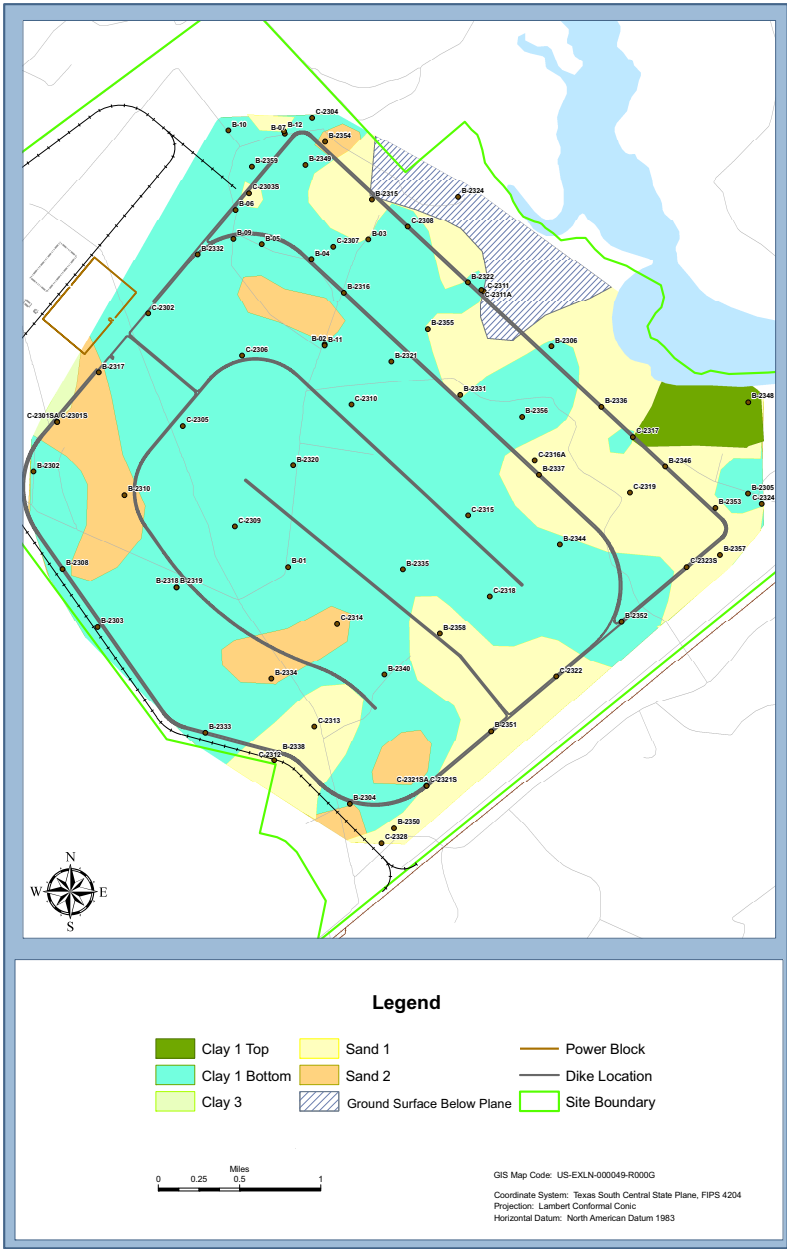 C-2304
B-10
B-07
B-12
B-2354
B-2359
B-2349
C-2303S
B-2315
B-2324
B-06
C-2308
B-09
B-05
C-2307
B-03
B-2332
B-04
B-2322
B-2316
C-2311
C-2311A
C-2302
B-2355
B-02
B-11
B-2306
C-2306
B-2321
B-2317
B-2331
C-2310
B-2336
B-2348
C-2301SA
C-2301S
C-2305
B-2356
C-2317
B-2302
B-2320
C-2316A
B-2337
B-2346
B-2310
C-2319
B-2305
C-2324
B-2353
C-2315
C-2309
B-2344
B-2357
B-2308
B-01
B-2335
C-2323S
B-2318
B-2319
C-2318
B-2303
C-2314
B-2352
B-2358
B-2334
B-2340
C-2322
C-2313
B-2333
B-2351
B-2338
C-2312
C-2321SA
C-2321S
B-2304
B-2350
C-2328
N
W
E
S
Legend
Clay 1 Top
Sand 1
Power Block
Clay 1 Bottom
Sand 2
Dike Location
Clay 3
Ground Surface Below Plane
Site Boundary
Miles
0 0.25 0.5 1
GIS Map Code: US-EXLN-000049-R000G
Coordinate System: Texas South Central State Plane, FIPS 4204
Projection: Lambert Conformal Conic
Horizontal Datum: North American Datum 1983